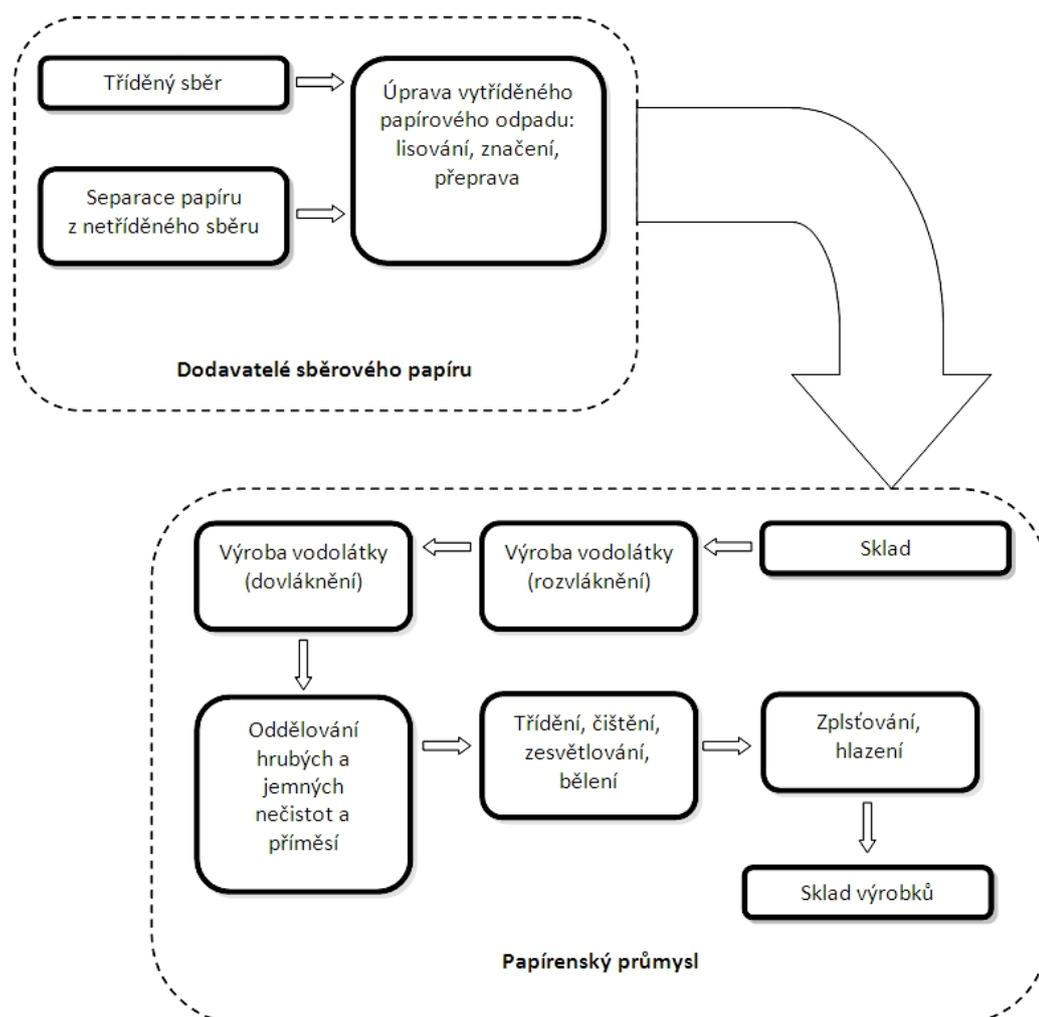 Tříděný sběr
Úprava vytříděného
papírového odpadu:
lisování, značení,
přeprava
Separace papíru
z netříděného sběru
Dodavatelé sběrového papíru
Výroba vodolátky
(dovláknění)
Výroba vodolátky
(rozvláknění)
Sklad
Oddělování
hrubých a
jemných
nečistot a
příměsí
Třídění, čištění,
zesvětlování,
bělení
Zplsťování,
hlazení
Sklad výrobků
Papírenský průmysl